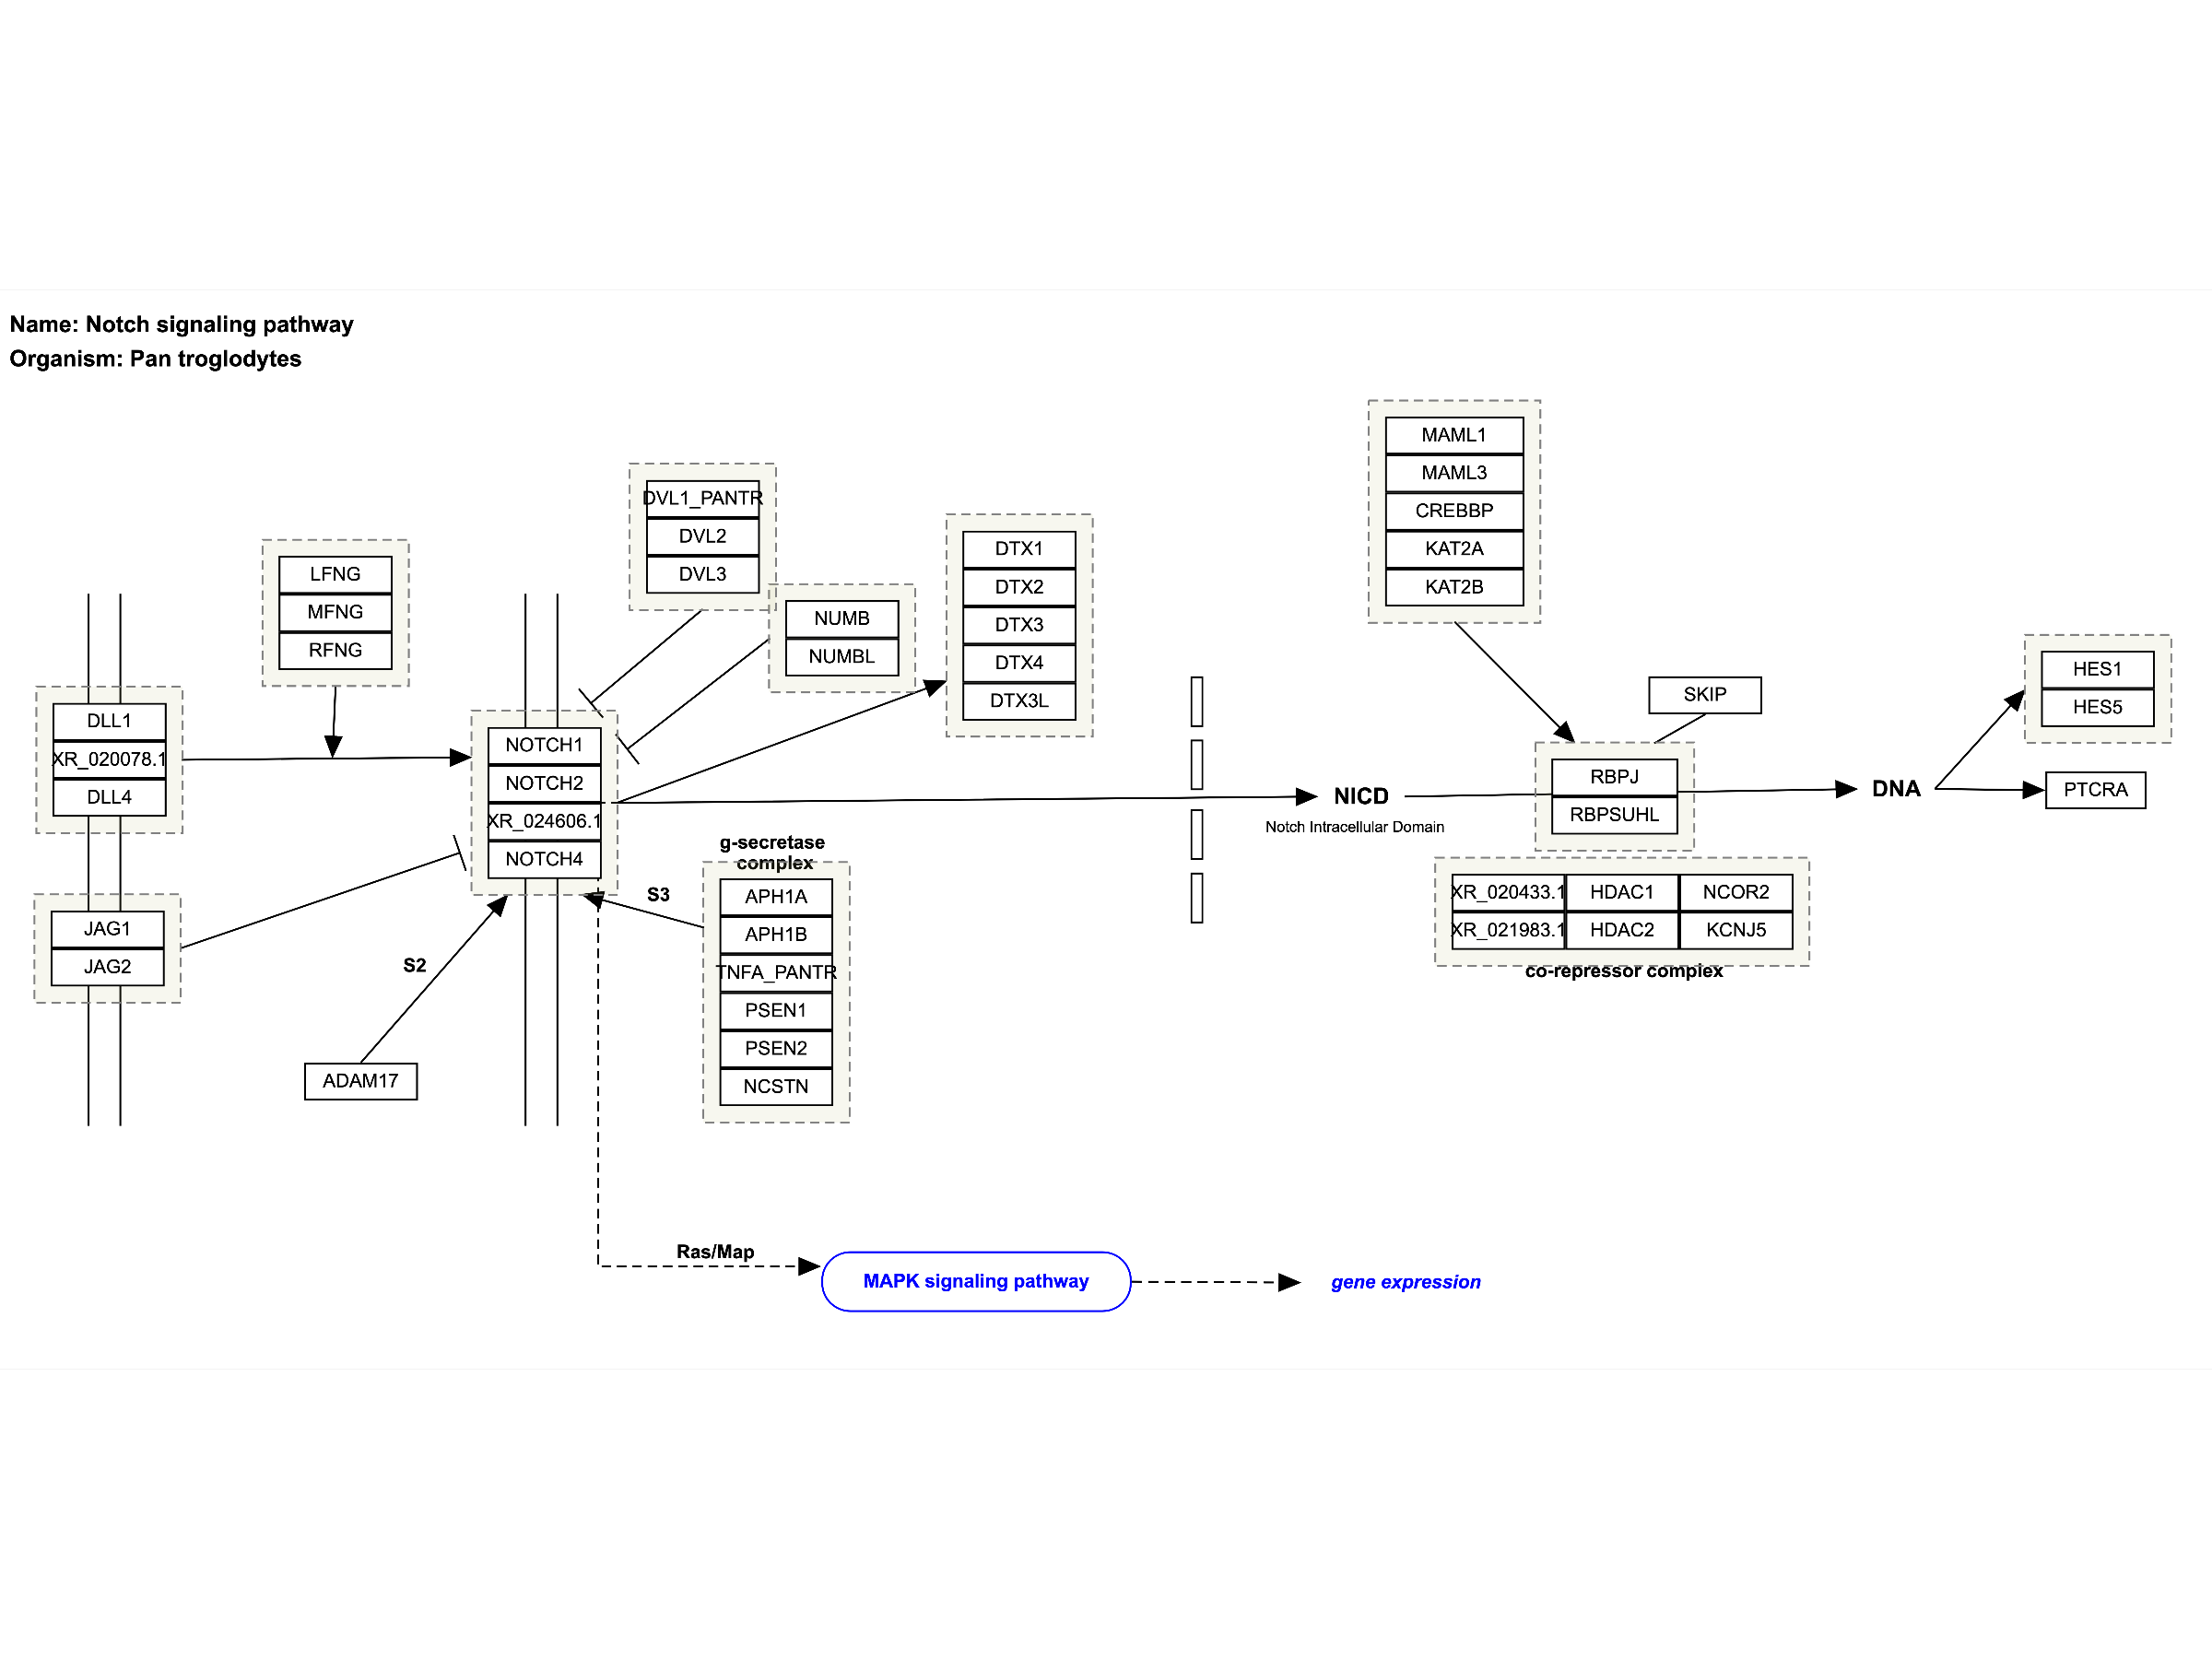 Name: Notch signaling pathway
Organism: Pan troglodytes
MAML1
MAML3
CREBBP
KAT2A
KAT2B
DVL1_PANTR
DVL2
DVL3
DTX1
DTX2
DTX3
DTX4
DTX3L
LFNG
MFNG
RFNG
NUMB
NUMBL
HES1
HES5
SKIP
DLL1
XR_020078.1
DLL4
NOTCH1
NOTCH2
XR_024606.1
NOTCH4
RBPJ
RBPSUHL
NICD
Notch Intracellular Domain
DNA
PTCRA
g-secretase
complex
APH1A
APH1B
TNFA_PANTR
PSEN1
PSEN2
NCSTN
S3
XR_020433.1 HDAC1 NCOR2
XR_021983.1 HDAC2 KCNJ5
co-repressor complex
JAG1
JAG2
S2
ADAM17
Ras/Map
MAPK signaling pathway
gene expression